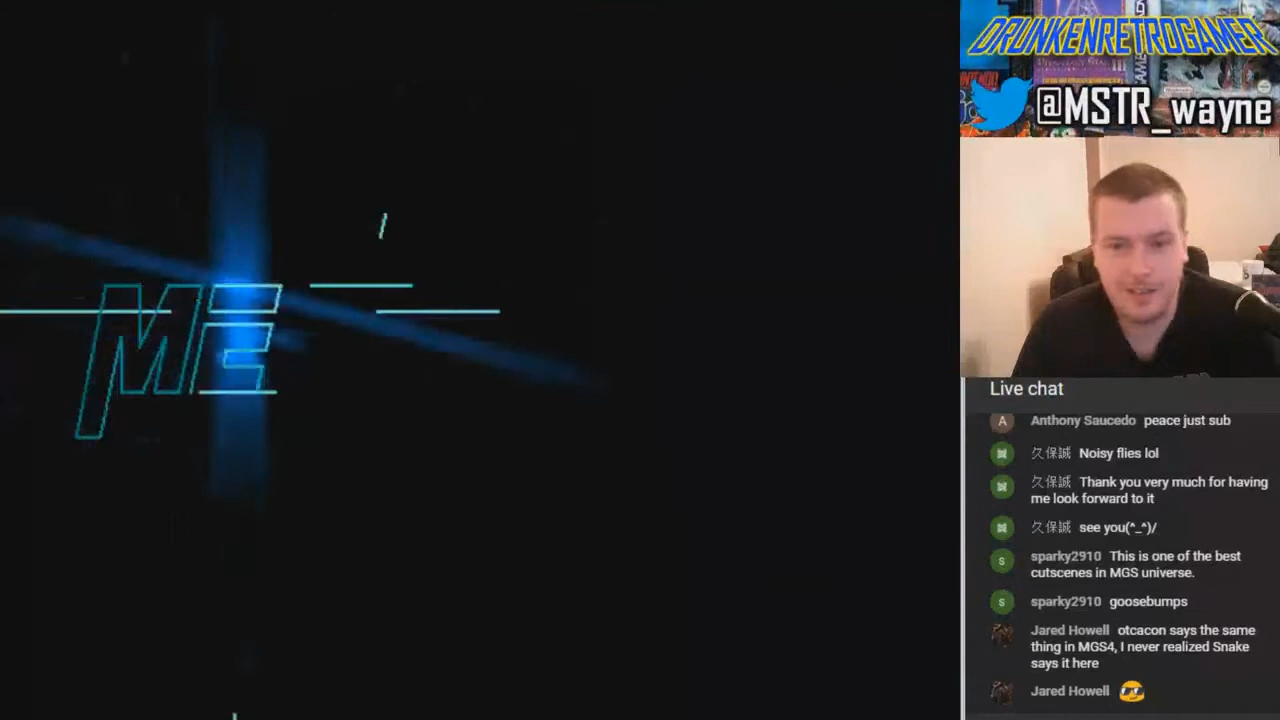 DRUNKENRETROGAMER
@MSTR_wayne
ME
Live chat
A Anthony Saucedo peace just sub
久保誠 Noisy flies lol
久保誠 Thank you very much for having
me look forward to it
久保誠 see you(^_^)/
s sparky2910 This is one of the best
cutscenes in MGS universe.
s sparky2910 goosebumps
Jared Howell otcacon says the same
thing in MGS4, I never realized Snake
says it here
Jared Howell 😎